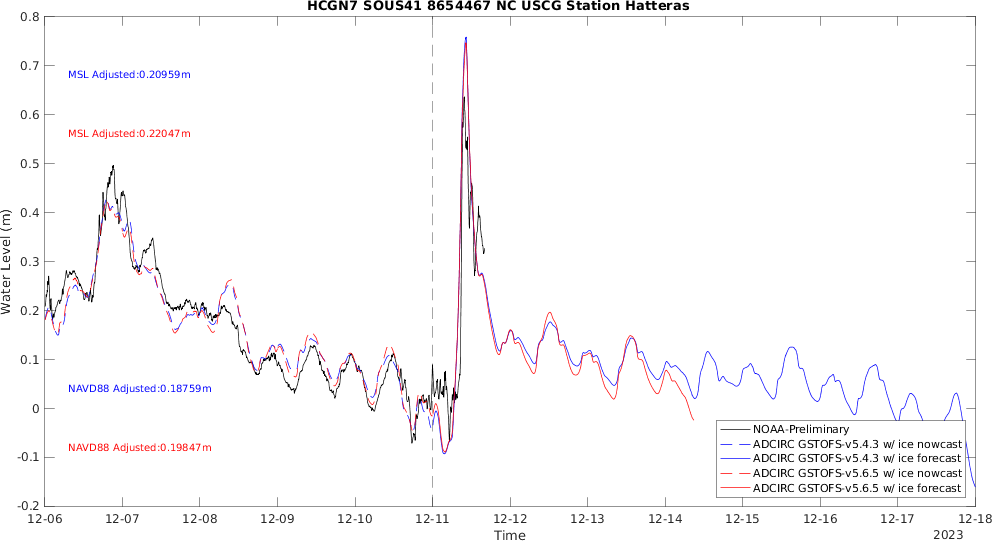 HCGN7 SOUS41 8654467 NC USCG Station Hatteras
0.8
0.7
0.6
0.5
0.4
0.3
0.2
0.1
0
-0.1
-0.2
Water Level (m)
MSL Adjusted:0.20959m
MSL Adjusted:0.22047m
NAVD88 Adjusted:0.18759m
NAVD88 Adjusted:0.19847m
NOAA-Preliminary
ADCIRC GSTOFS-v5.4.3 w/ ice nowcast
ADCIRC GSTOFS-v5.4.3 w/ ice forecast
ADCIRC GSTOFS-v5.6.5 w/ ice nowcast
ADCIRC GSTOFS-v5.6.5 w/ ice forecast
12-06 12-07 12-08 12-09 12-10 12-11 12-12 12-13 12-14 12-15 12-16 12-17 12-18
Time
2023